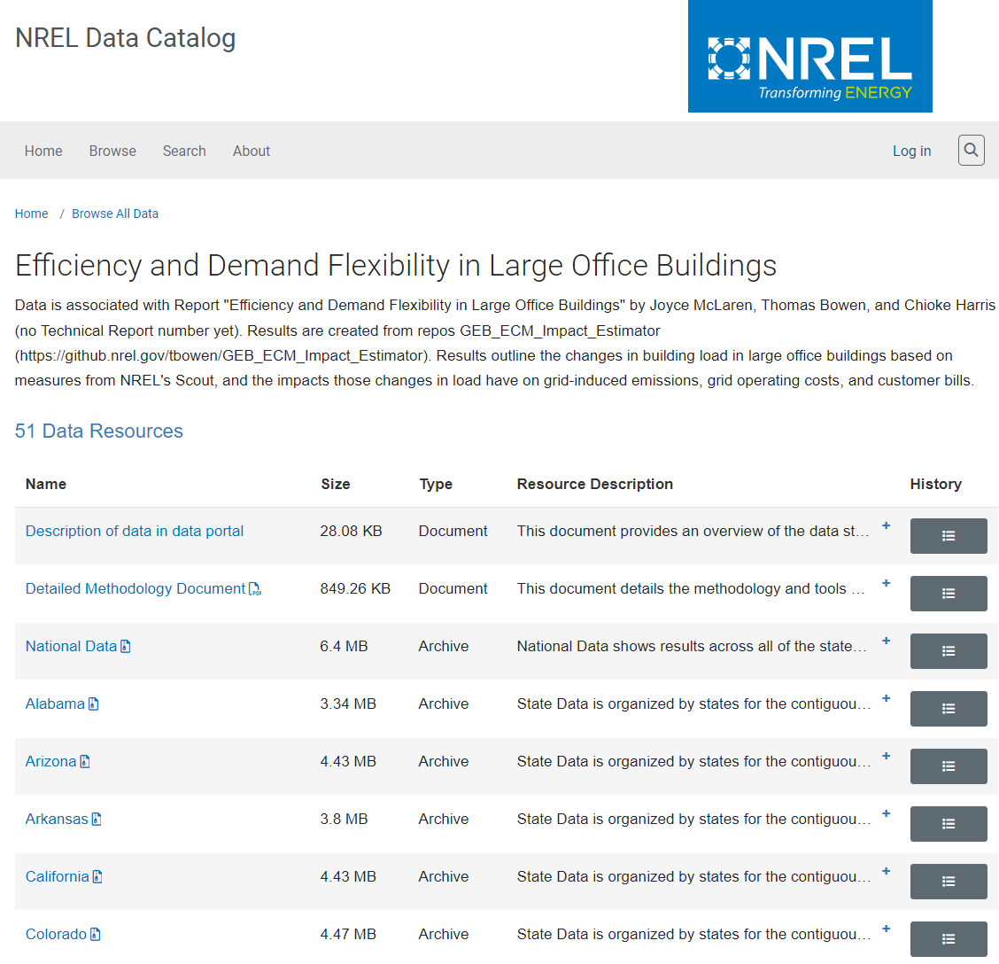 NREL Data Catalog
NREL
Transforming ENERGY
Home Browse Search About Log in
Home / Browse All Data
Efficiency and Demand Flexibility in Large Office Buildings
Data is associated with Report "Efficiency and Demand Flexibility in Large Office Buildings" by Joyce McLaren, Thomas Bowen, and Chioke Harris
(no Technical Report number yet). Results are created from repos GEB_ECM_Impact_Estimator
(https://github.nrel.gov/tbowen/GEB_ECM_Impact_Estimator). Results outline the changes in building load in large office buildings based on
measures from NREL's Scout, and the impacts those changes in load have on grid-induced emissions, grid operating costs, and customer bills.
51 Data Resources
Name Size Type Resource Description History
Description of data in data portal 28.08 KB Document This document provides an overview of the data st… +
Detailed Methodology Document PDF 849.26 KB Document This document details the methodology and tools … +
National Data 6.4 MB Archive National Data shows results across all of the state… +
Alabama 3.34 MB Archive State Data is organized by states for the contiguou… +
Arizona 4.43 MB Archive State Data is organized by states for the contiguou… +
Arkansas 3.8 MB Archive State Data is organized by states for the contiguou… +
California 4.43 MB Archive State Data is organized by states for the contiguou… +
Colorado 4.47 MB Archive State Data is organized by states for the contiguou… +